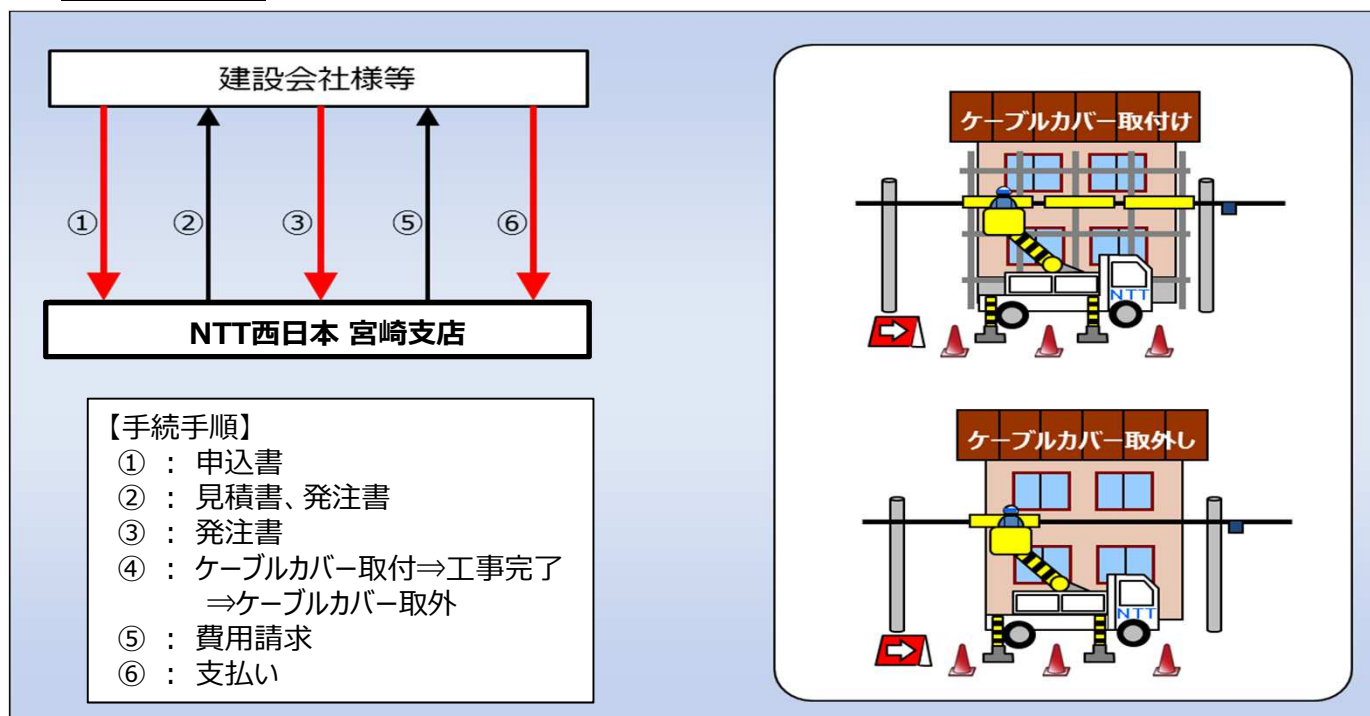 建設会社様等
①
②
③
⑤
⑥
NTT西日本 宮崎支店
【手続手順】
① : 申込書
② : 見積書、発注書
③ : 発注書
④ : ケーブルカバー取付⇒工事完了
⇒ケーブルカバー取外
⑤ : 費用請求
⑥ : 支払い
ケーブルカバー取付け
NTT
ケーブルカバー取外し
NTT